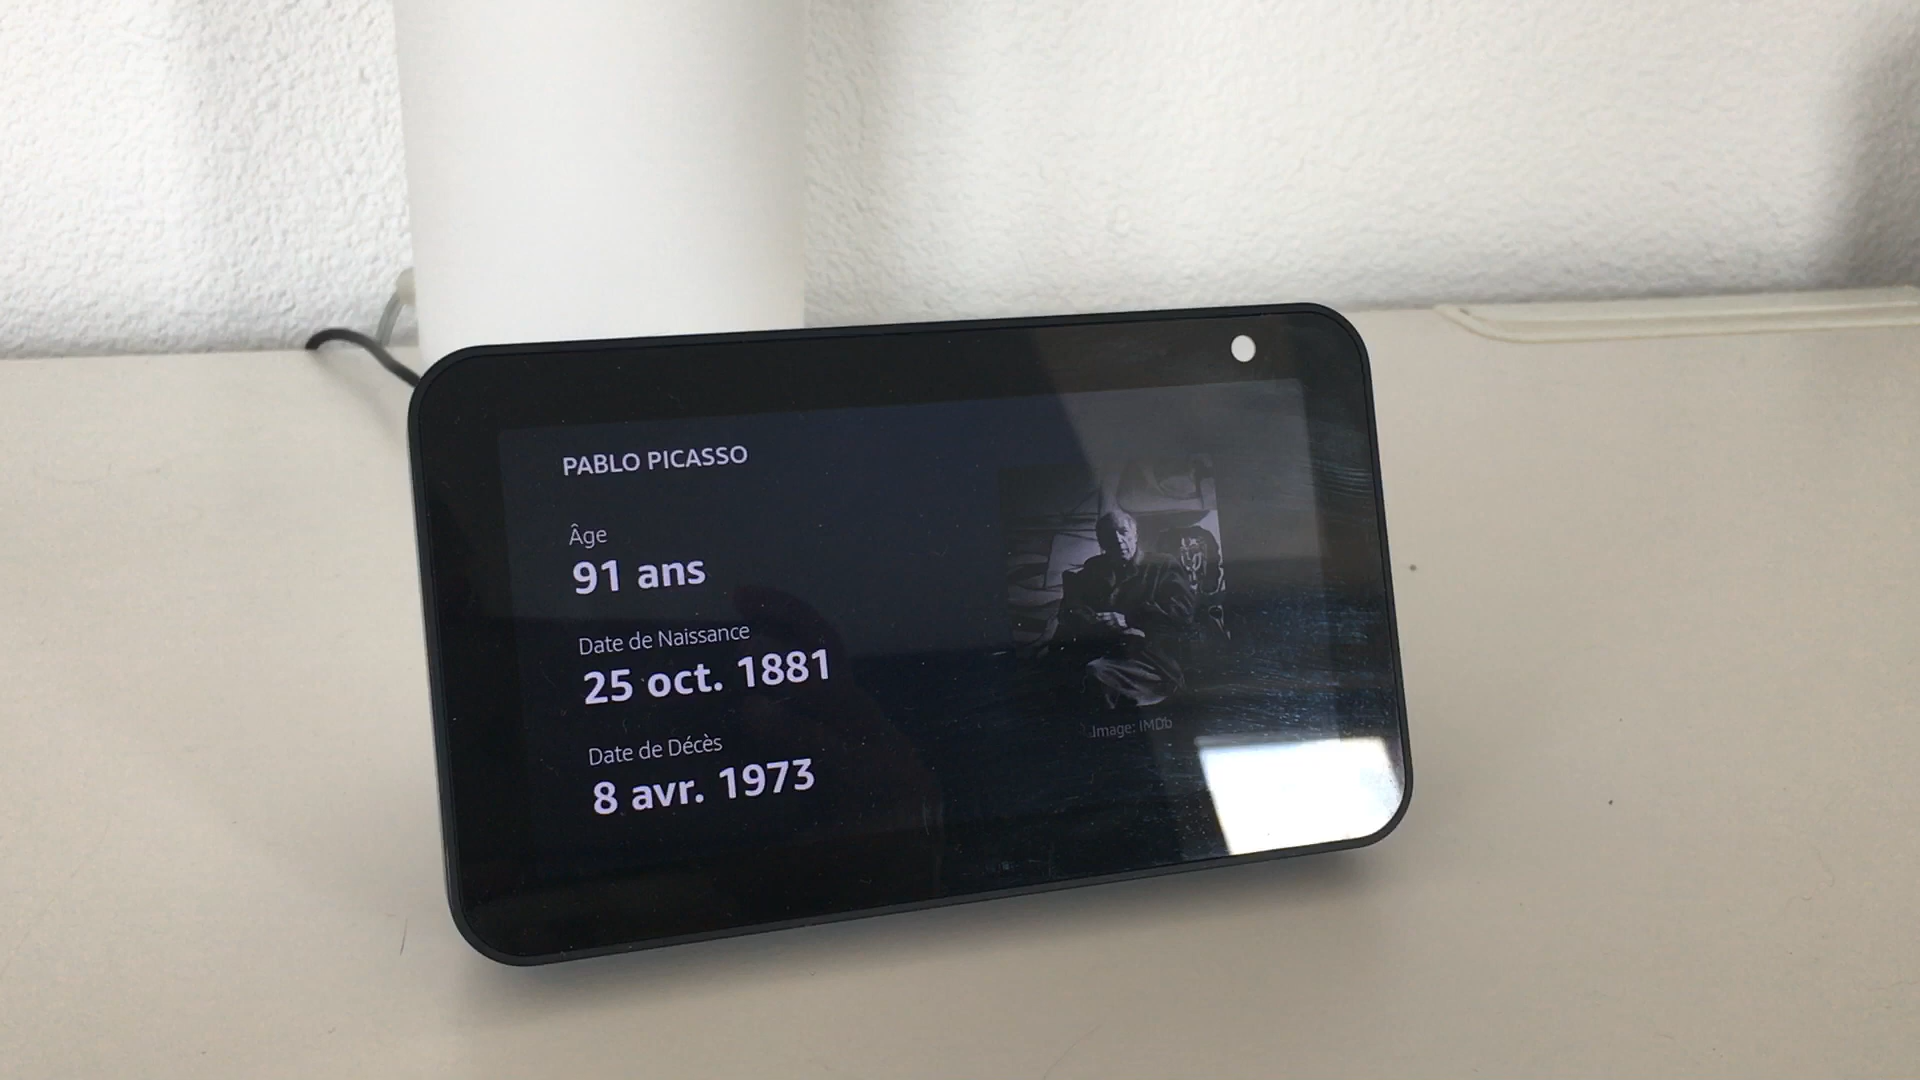 PABLO PICASSO
Âge
91 ans
Date de Naissance
25 oct. 1881
Date de Décès
8 avr. 1973
Image: IMDb